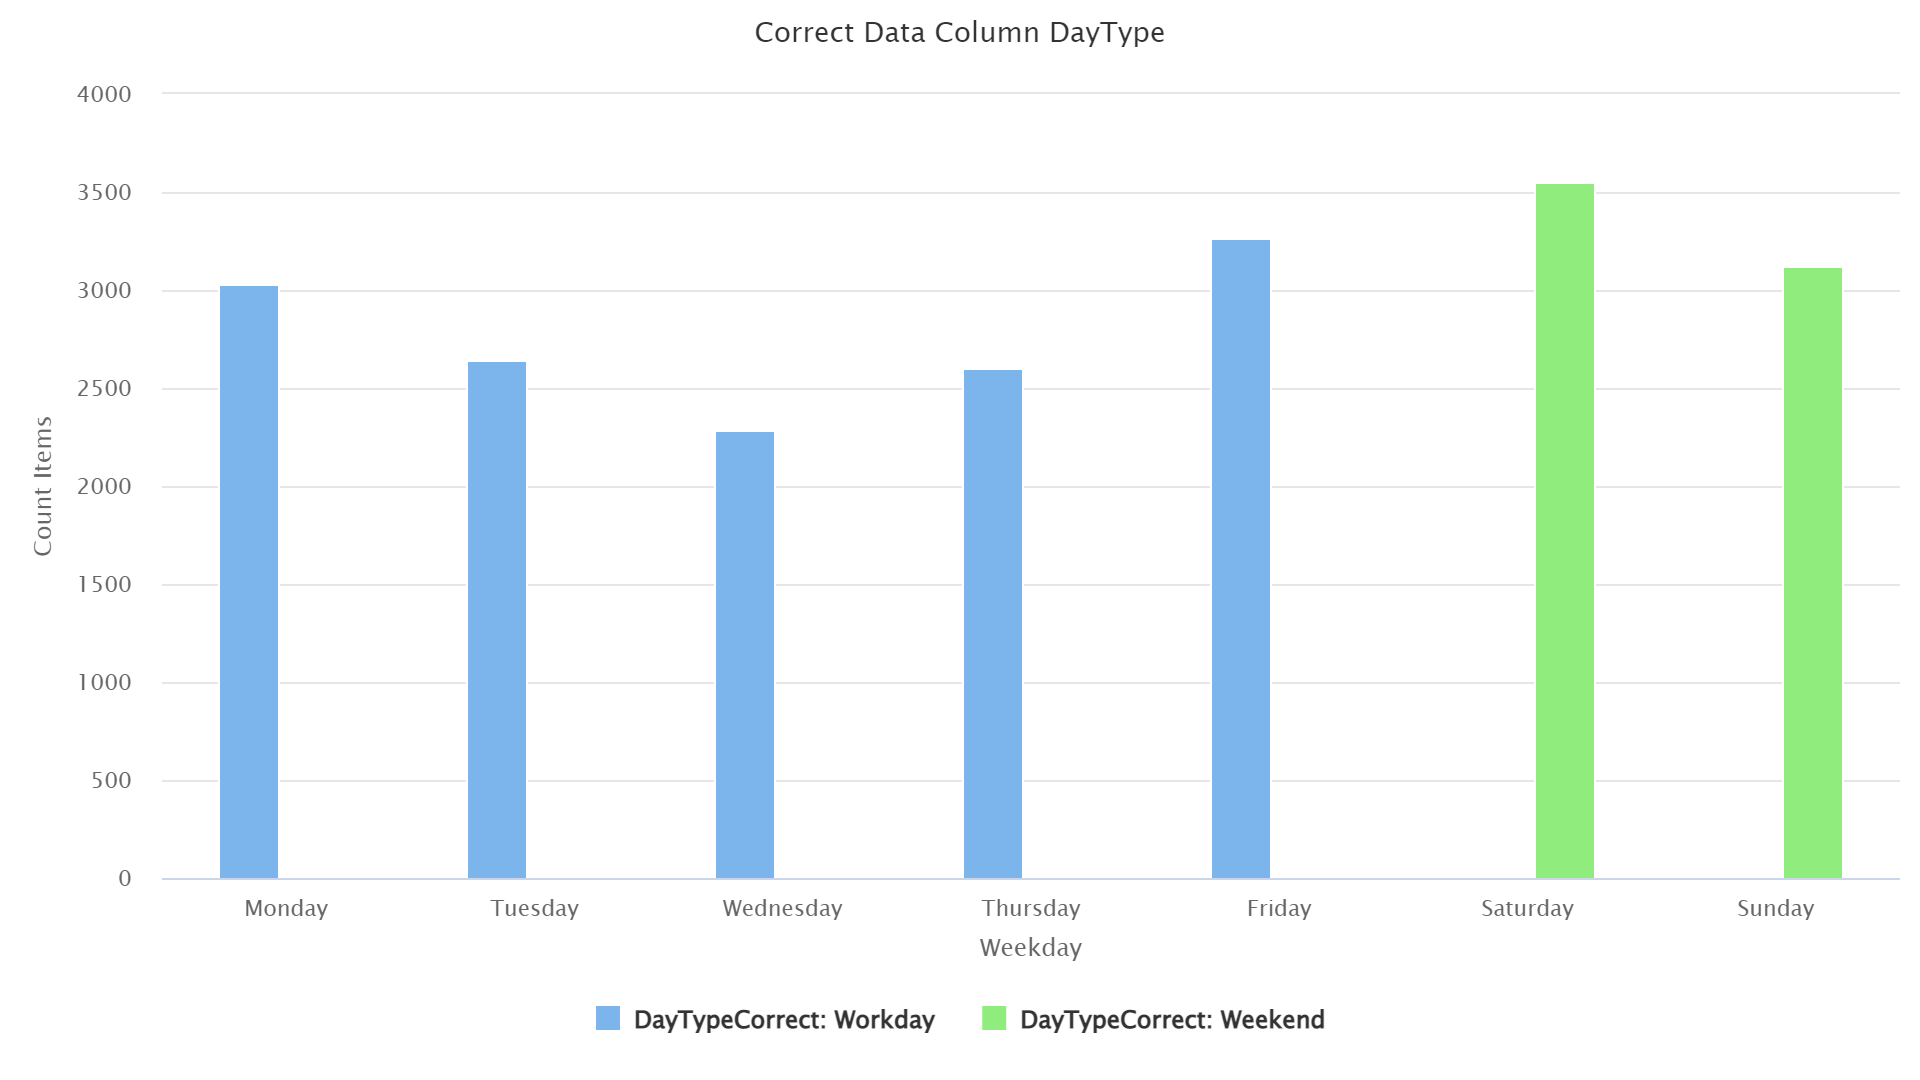 Correct Data Column DayType
4000
3500
3000
2500
2000
1500
1000
500
0
Count Items
Monday Tuesday Wednesday Thursday Friday Saturday Sunday
Weekday
DayTypeCorrect: Workday DayTypeCorrect: Weekend